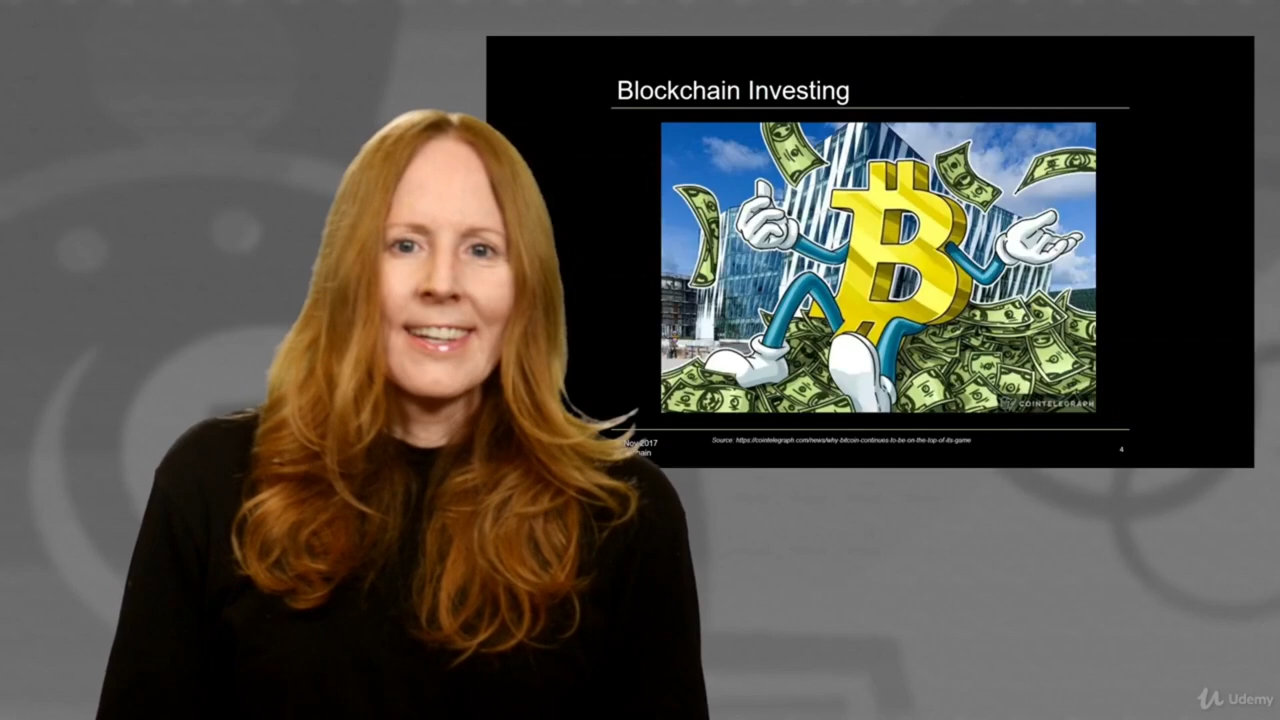 Blockchain Investing
COINTELEGRAPH
Nov 2017
Source: https://cointelegraph.com/news/why-bitcoin-continues-to-be-on-the-top-of-its-game
4
Udemy